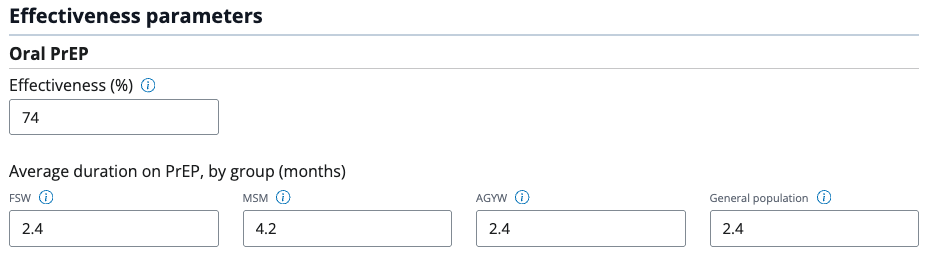 Effectiveness parameters
Oral PrEP
Effectiveness (%) i
74
Average duration on PrEP, by group (months)
FSW i MSM i AGYW i General population i
2.4 4.2 2.4 2.4